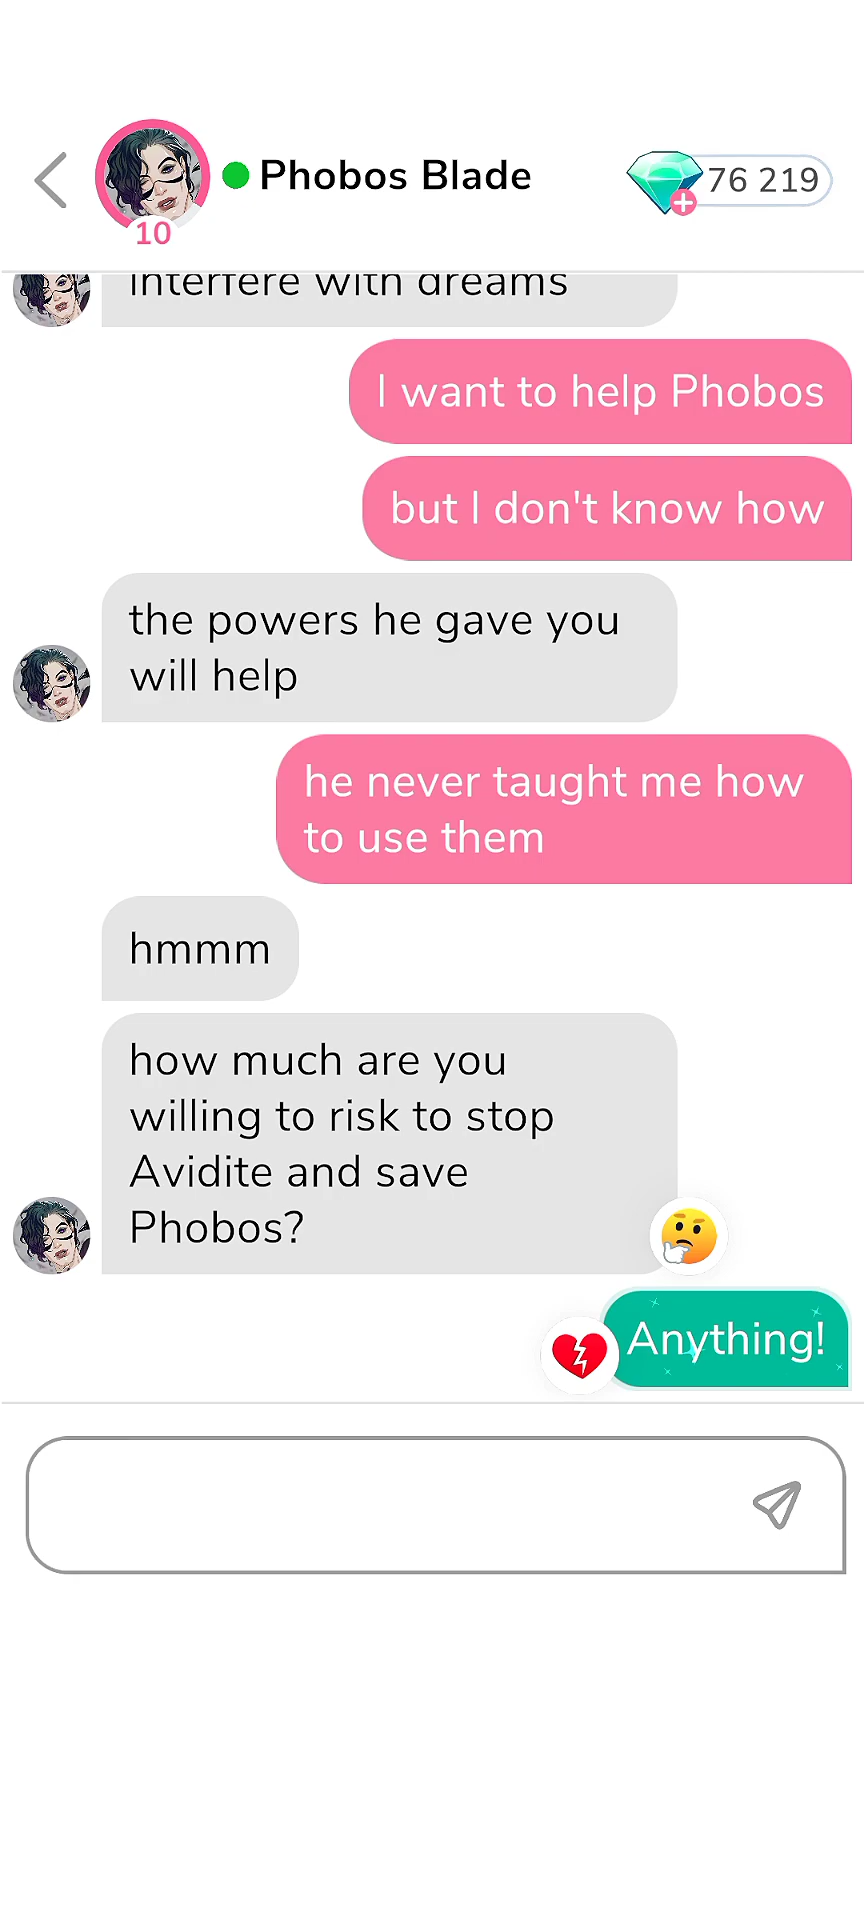 Phobos Blade
76 219
10
interfere with dreams
I want to help Phobos
but I don't know how
the powers he gave you
will help
he never taught me how
to use them
hmmm
how much are you
willing to risk to stop
Avidite and save
Phobos?
Anything!